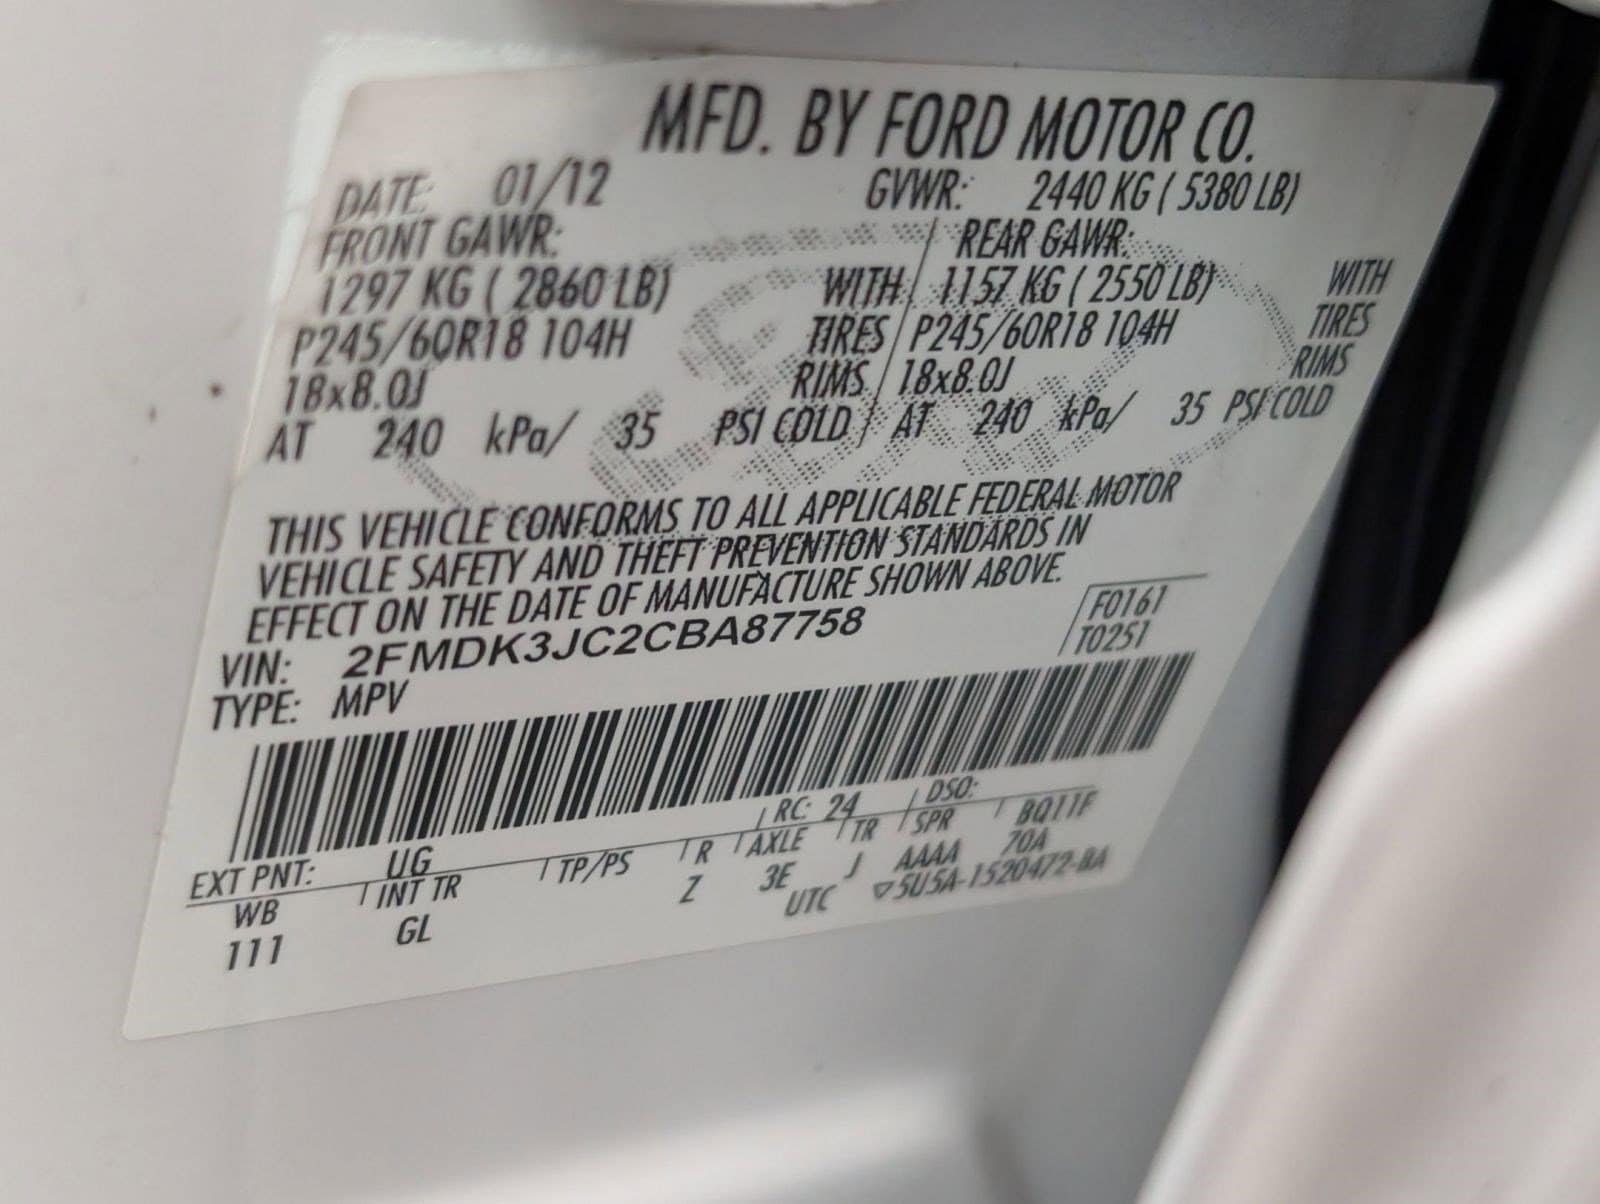 MFD. BY FORD MOTOR CO.
DATE: 01/12 GVWR: 2440 KG ( 5380 LB)
FRONT GAWR: REAR GAWR:
1297 KG ( 2860 LB) WITH 1157 KG ( 2550 LB) WITH
P245/60R18 104H TIRES P245/60R18 104H TIRES
18x8.0J RIMS 18x8.0J RIMS
AT 240 kPa/ 35 PSI COLD AT 240 kPa/ 35 PSI COLD
THIS VEHICLE CONFORMS TO ALL APPLICABLE FEDERAL MOTOR
VEHICLE SAFETY AND THEFT PREVENTION STANDARDS IN
EFFECT ON THE DATE OF MANUFACTURE SHOWN ABOVE.
VIN: 2FMDK3JC2CBA87758 F0161
TYPE: MPV T0251
EXT PNT: UG RC: 24 DSO:
WB INT TR TP/PS R AXLE TR SPR BQ11F
111 GL Z 3E J AAAA 70A
UTC ▽5U5A-1520472-BA